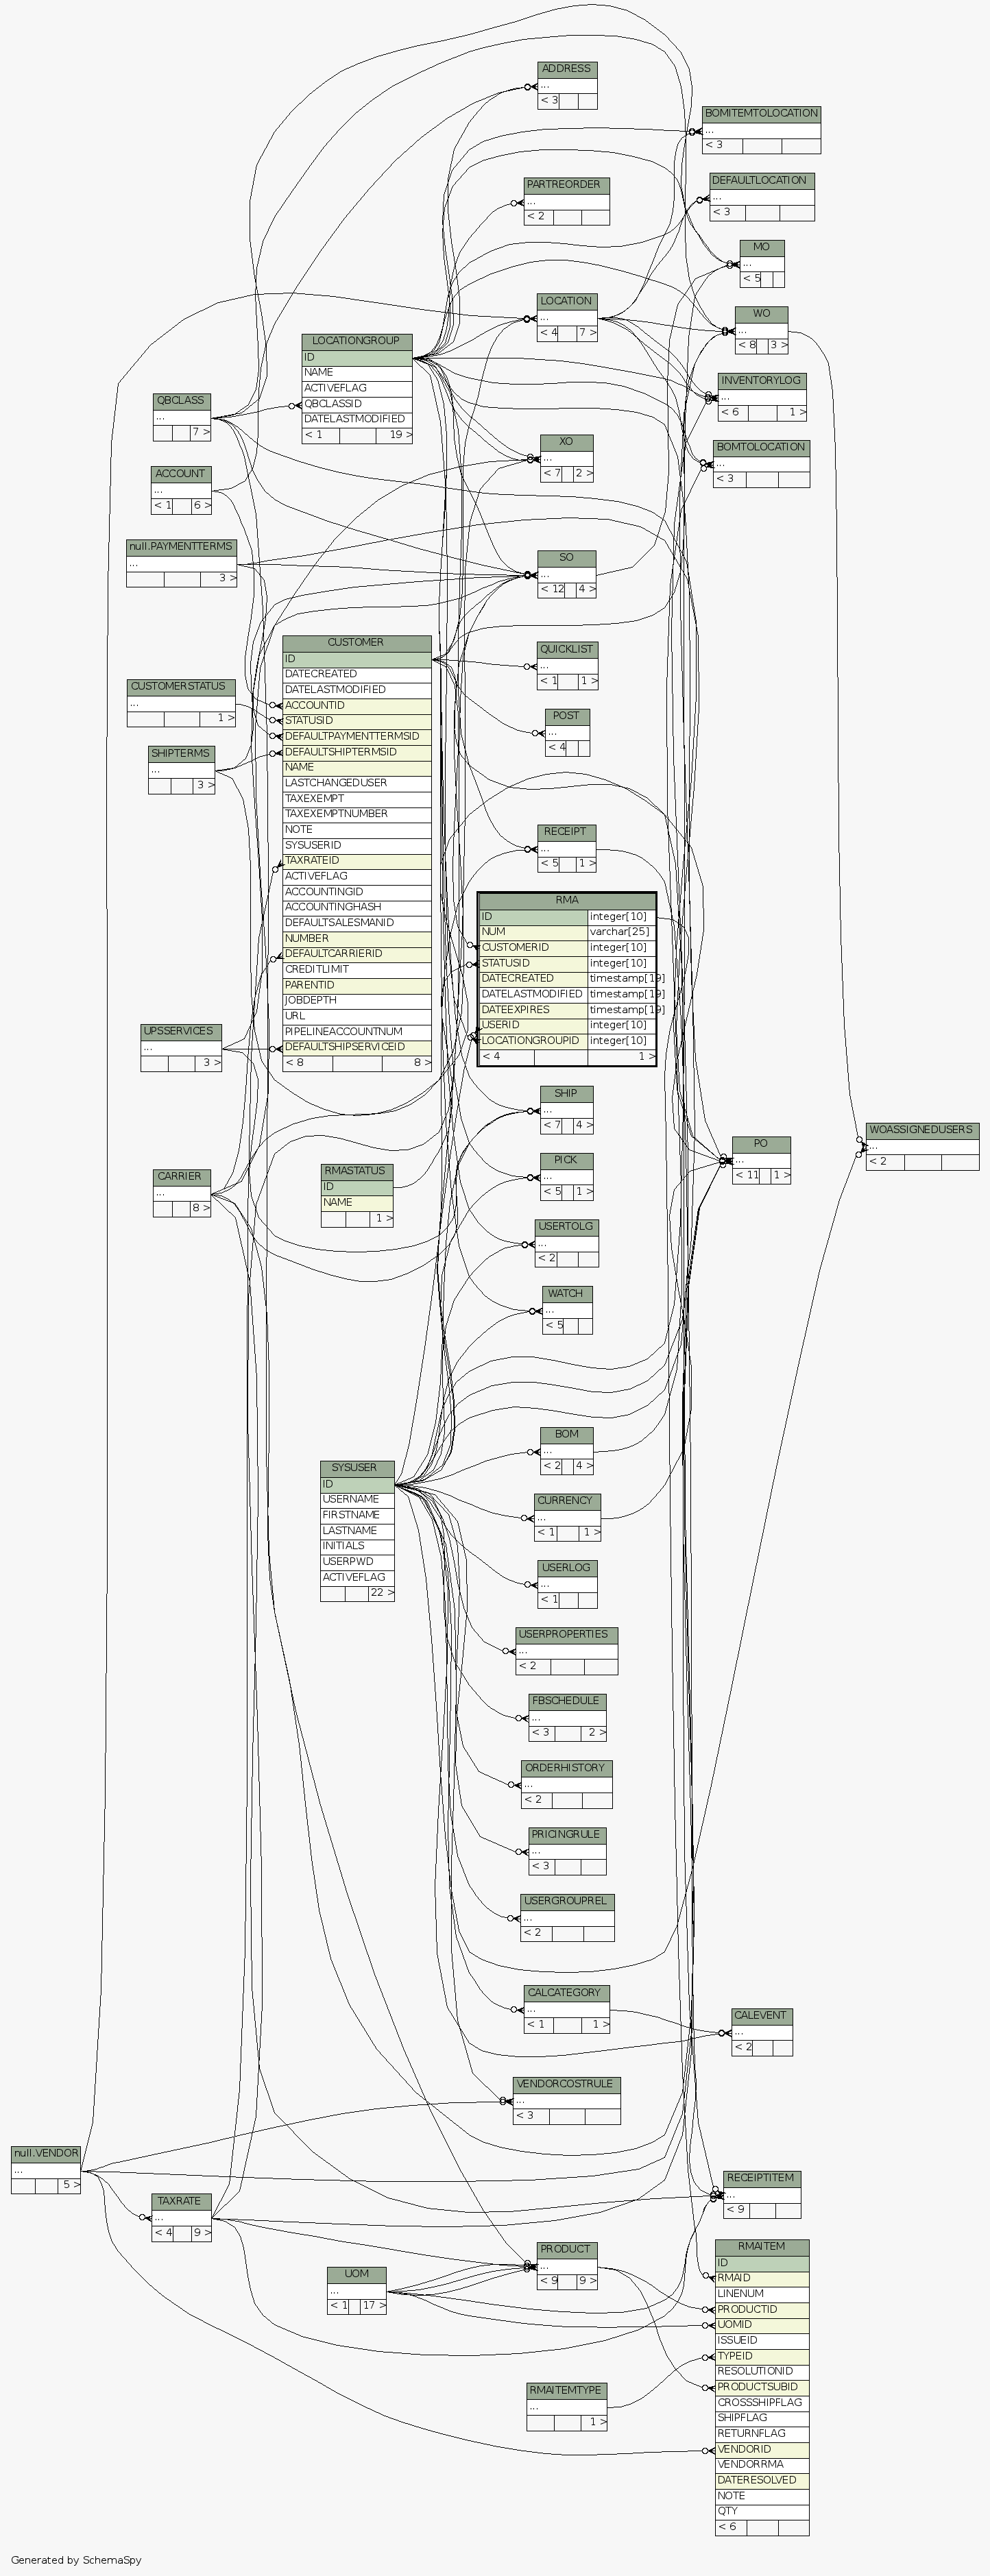 ADDRESS
...
< 3
BOMITEMTOLOCATION
...
< 3
DEFAULTLOCATION
...
< 3
PARTREORDER
...
< 2
MO
...
< 5
LOCATION
...
< 4 7 >
WO
...
< 8 3 >
LOCATIONGROUP
ID
NAME
ACTIVEFLAG
QBCLASSID
DATELASTMODIFIED
< 1 19 >
INVENTORYLOG
...
< 6 1 >
QBCLASS
...
7 >
XO
...
< 7 2 >
BOMTOLOCATION
...
< 3
ACCOUNT
...
< 1 6 >
null.PAYMENTTERMS
...
3 >
SO
...
< 12 4 >
CUSTOMER
ID
DATECREATED
DATELASTMODIFIED
ACCOUNTID
STATUSID
DEFAULTPAYMENTTERMSID
DEFAULTSHIPTERMSID
NAME
LASTCHANGEDUSER
TAXEXEMPT
TAXEXEMPTNUMBER
NOTE
SYSUSERID
TAXRATEID
ACTIVEFLAG
ACCOUNTINGID
ACCOUNTINGHASH
DEFAULTSALESMANID
NUMBER
DEFAULTCARRIERID
CREDITLIMIT
PARENTID
JOBDEPTH
URL
PIPELINEACCOUNTNUM
DEFAULTSHIPSERVICEID
< 8 8 >
QUICKLIST
...
< 1 1 >
CUSTOMERSTATUS
...
1 >
POST
...
< 4
SHIPTERMS
...
3 >
RECEIPT
...
< 5 1 >
RMA
ID integer[10]
NUM varchar[25]
CUSTOMERID integer[10]
STATUSID integer[10]
DATECREATED timestamp[19]
DATELASTMODIFIED timestamp[19]
DATEEXPIRES timestamp[19]
USERID integer[10]
LOCATIONGROUPID integer[10]
< 4 1 >
UPSSERVICES
...
3 >
SHIP
...
< 7 4 >
WOASSIGNEDUSERS
...
< 2
PO
...
< 11 1 >
PICK
...
< 5 1 >
RMASTATUS
ID
NAME
1 >
CARRIER
...
8 >
USERTOLG
...
< 2
WATCH
...
< 5
BOM
...
< 2 4 >
SYSUSER
ID
USERNAME
FIRSTNAME
LASTNAME
INITIALS
USERPWD
ACTIVEFLAG
22 >
CURRENCY
...
< 1 1 >
USERLOG
...
< 1
USERPROPERTIES
...
< 2
FBSCHEDULE
...
< 3 2 >
ORDERHISTORY
...
< 2
PRICINGRULE
...
< 3
USERGROUPREL
...
< 2
CALCATEGORY
...
< 1 1 >
CALEVENT
...
< 2
VENDORCOSTRULE
...
< 3
null.VENDOR
...
5 >
RECEIPTITEM
...
< 9
TAXRATE
...
< 4 9 >
PRODUCT
...
< 9 9 >
UOM
...
< 1 17 >
RMAITEM
ID
RMAID
LINENUM
PRODUCTID
UOMID
ISSUEID
TYPEID
RESOLUTIONID
PRODUCTSUBID
CROSSSHIPFLAG
SHIPFLAG
RETURNFLAG
VENDORID
VENDORRMA
DATERESOLVED
NOTE
QTY
< 6
RMAITEMTYPE
...
1 >
Generated by SchemaSpy